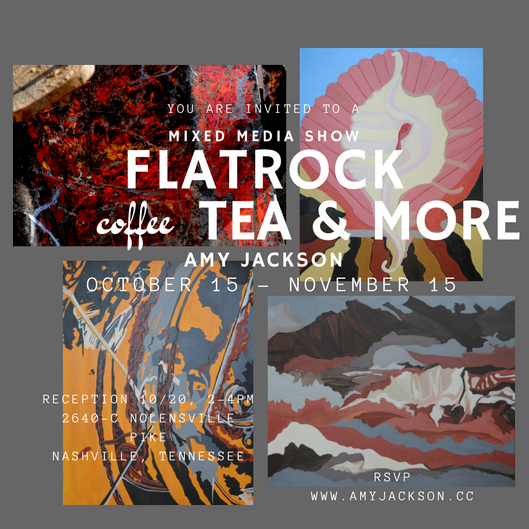 YOU ARE INVITED TO A
MIXED MEDIA SHOW
FLATROCK
coffee TEA & MORE
AMY JACKSON
OCTOBER 15 – NOVEMBER 15
RECEPTION 10/20, 2-4PM
2640-C NOLENSVILLE
PIKE
NASHVILLE, TENNESSEE
RSVP
WWW.AMYJACKSON.CC